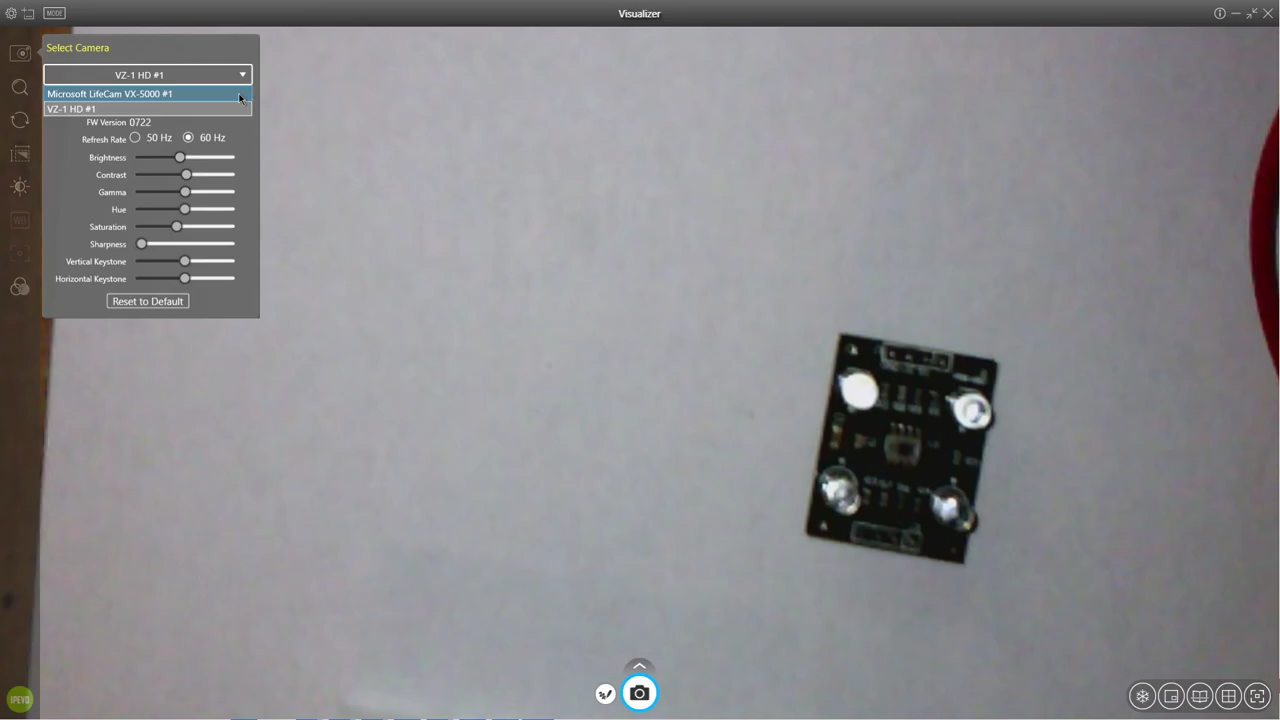 MODE
Visualizer
Select Camera
VZ-1 HD #1
Microsoft LifeCam VX-5000 #1
VZ-1 HD #1
FW Version 0722
Refresh Rate 50 Hz 60 Hz
Brightness
Contrast
Gamma
Hue
WB
Saturation
Sharpness
Vertical Keystone
Horizontal Keystone
Reset to Default
IPEVO